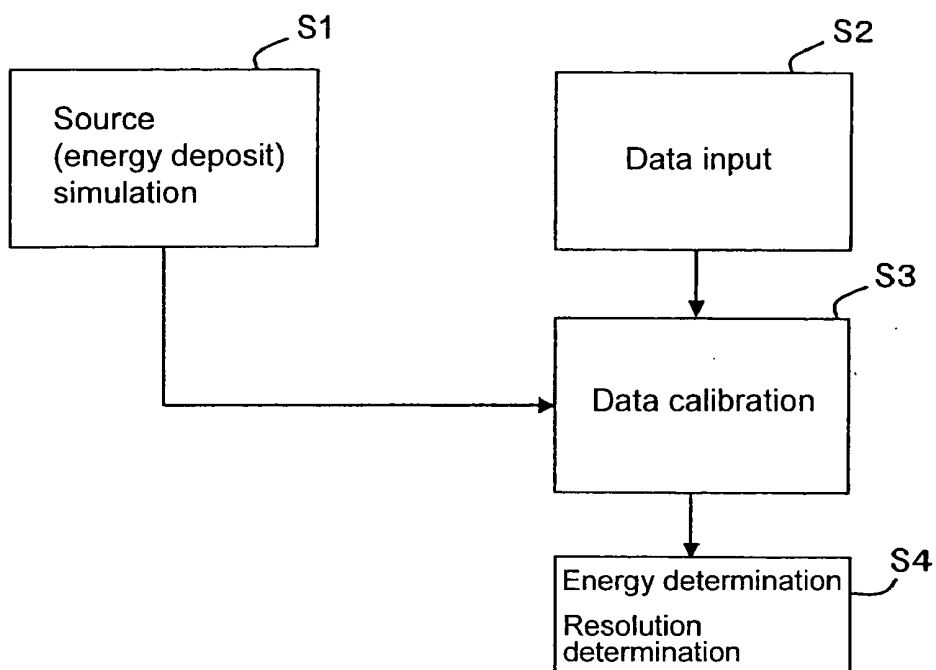 S1
Source
(energy deposit)
simulation
S2
Data input
S3
Data calibration
S4
Energy determination
Resolution
determination